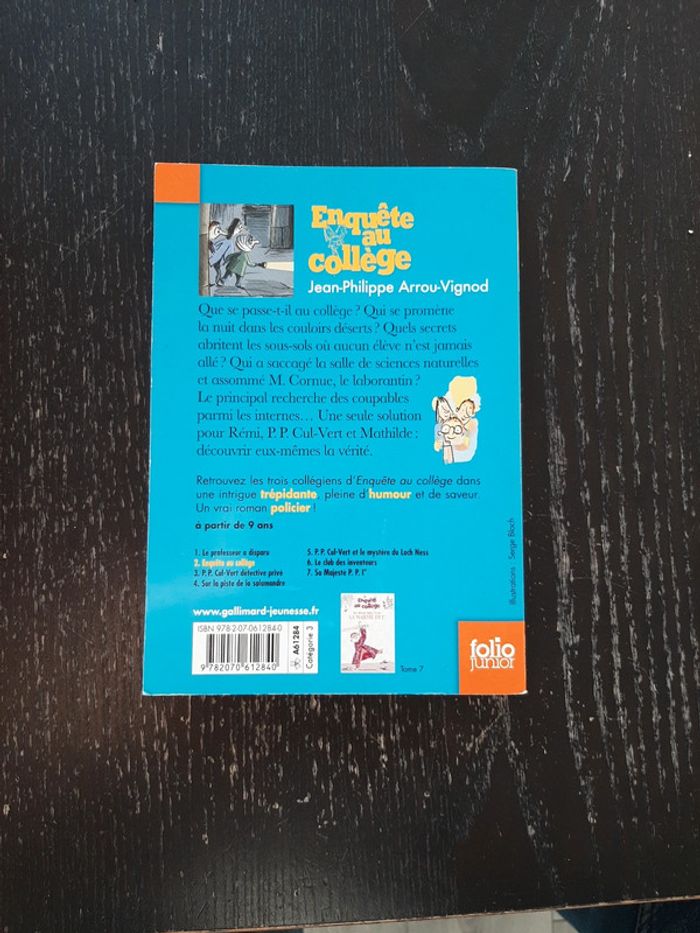 Enquête
au
collège
Jean-Philippe Arrou-Vignod
Que se passe-t-il au collège ? Qui se promène
la nuit dans les couloirs déserts ? Quels secrets
abritent les sous-sols où aucun élève n'est jamais
allé ? Qui a saccagé la salle de sciences naturelles
et assommé M. Cornue, le laborantin ?
Le principal recherche des coupables
parmi les internes... Une seule solution
pour Rémi, P. P. Cul-Vert et Mathilde :
découvrir eux-mêmes la vérité.
Retrouvez les trois collégiens d'Enquête au collège dans
une intrigue trépidante, pleine d'humour et de saveur.
Un vrai roman policier !
à partir de 9 ans
1. Le professeur a disparu
2. Enquête au collège
3. P. P. Cul-Vert détective privé
4. Sur la piste de la salamandre
5. P. P. Cul-Vert et le mystère du Loch Ness
6. Le club des inventeurs
7. Sa Majesté P. P. Ier
Illustrations : Serge Bloch
www.gallimard-jeunesse.fr
ISBN 978-2-07-061284-0
9 782070 612840
A61284
Catégorie 3
Enquête
au
collège
Tome 7
folio
junior